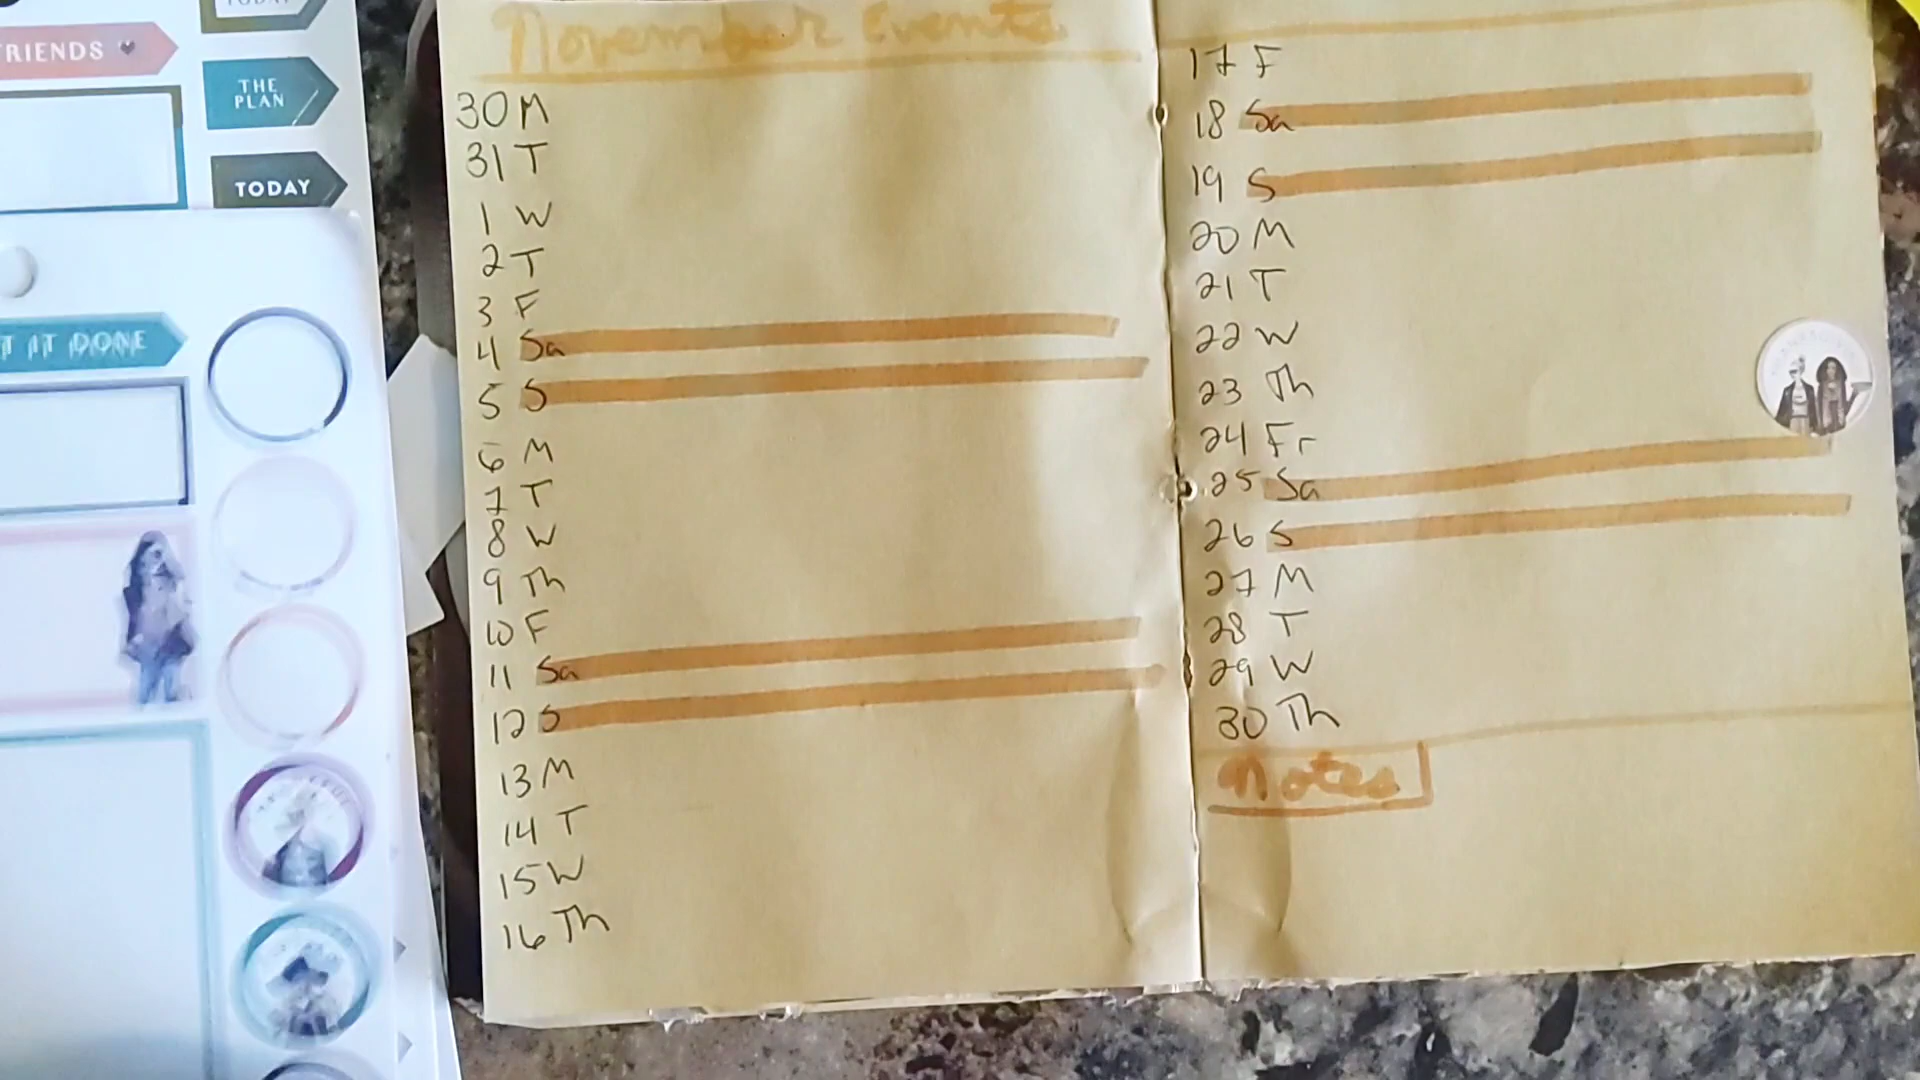 TODAY
FRIENDS
THE
PLAN
TODAY
T IT DONE
November Events
30 M
31 T
1 W
2 T
3 F
4 Sa
5 S
6 M
7 T
8 W
9 Th
10 F
11 Sa
12 S
13 M
14 T
15 W
16 Th
17 F
18 Sa
19 S
20 M
21 T
22 W
23 Th
24 Fr
25 Sa
26 S
27 M
28 T
29 W
30 Th
Notes